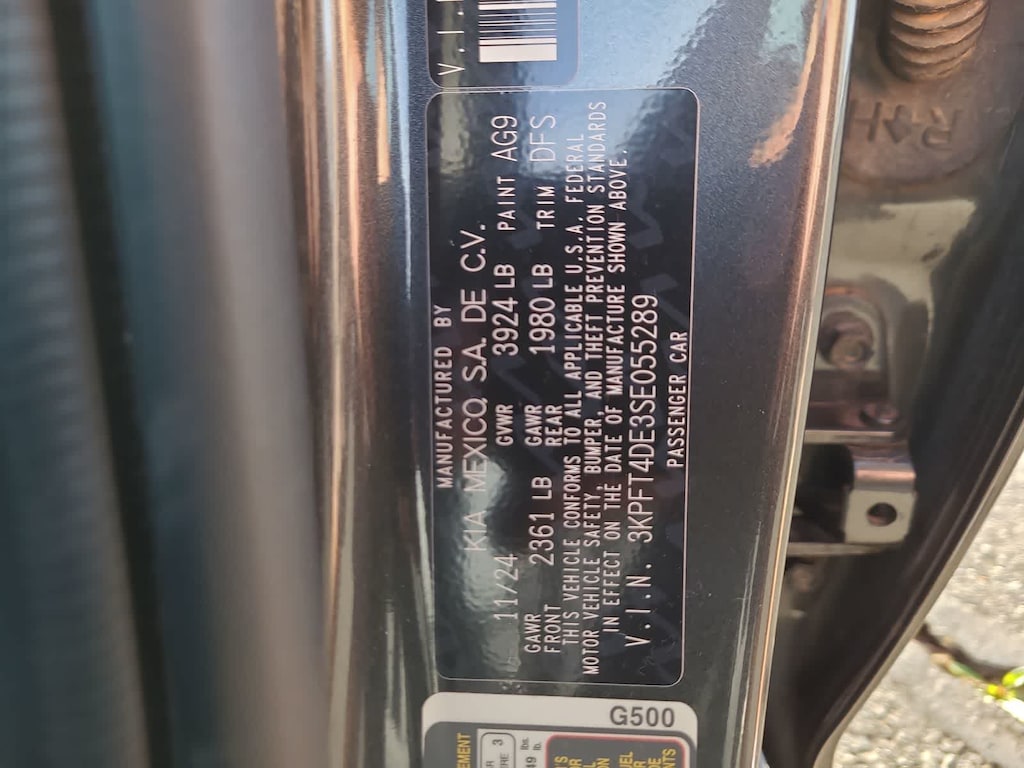 V.I.
MANUFACTURED BY
KIA MEXICO, S.A. DE C.V.
11/24 GVWR 3924 LB PAINT AG9
GAWR FRONT 2361 LB GAWR REAR 1980 LB TRIM DFS
THIS VEHICLE CONFORMS TO ALL APPLICABLE U.S.A. FEDERAL
MOTOR VEHICLE SAFETY, BUMPER, AND THEFT PREVENTION STANDARDS
IN EFFECT ON THE DATE OF MANUFACTURE SHOWN ABOVE.
V.I.N. 3KPFT4DE3SE055289
PASSENGER CAR
G500